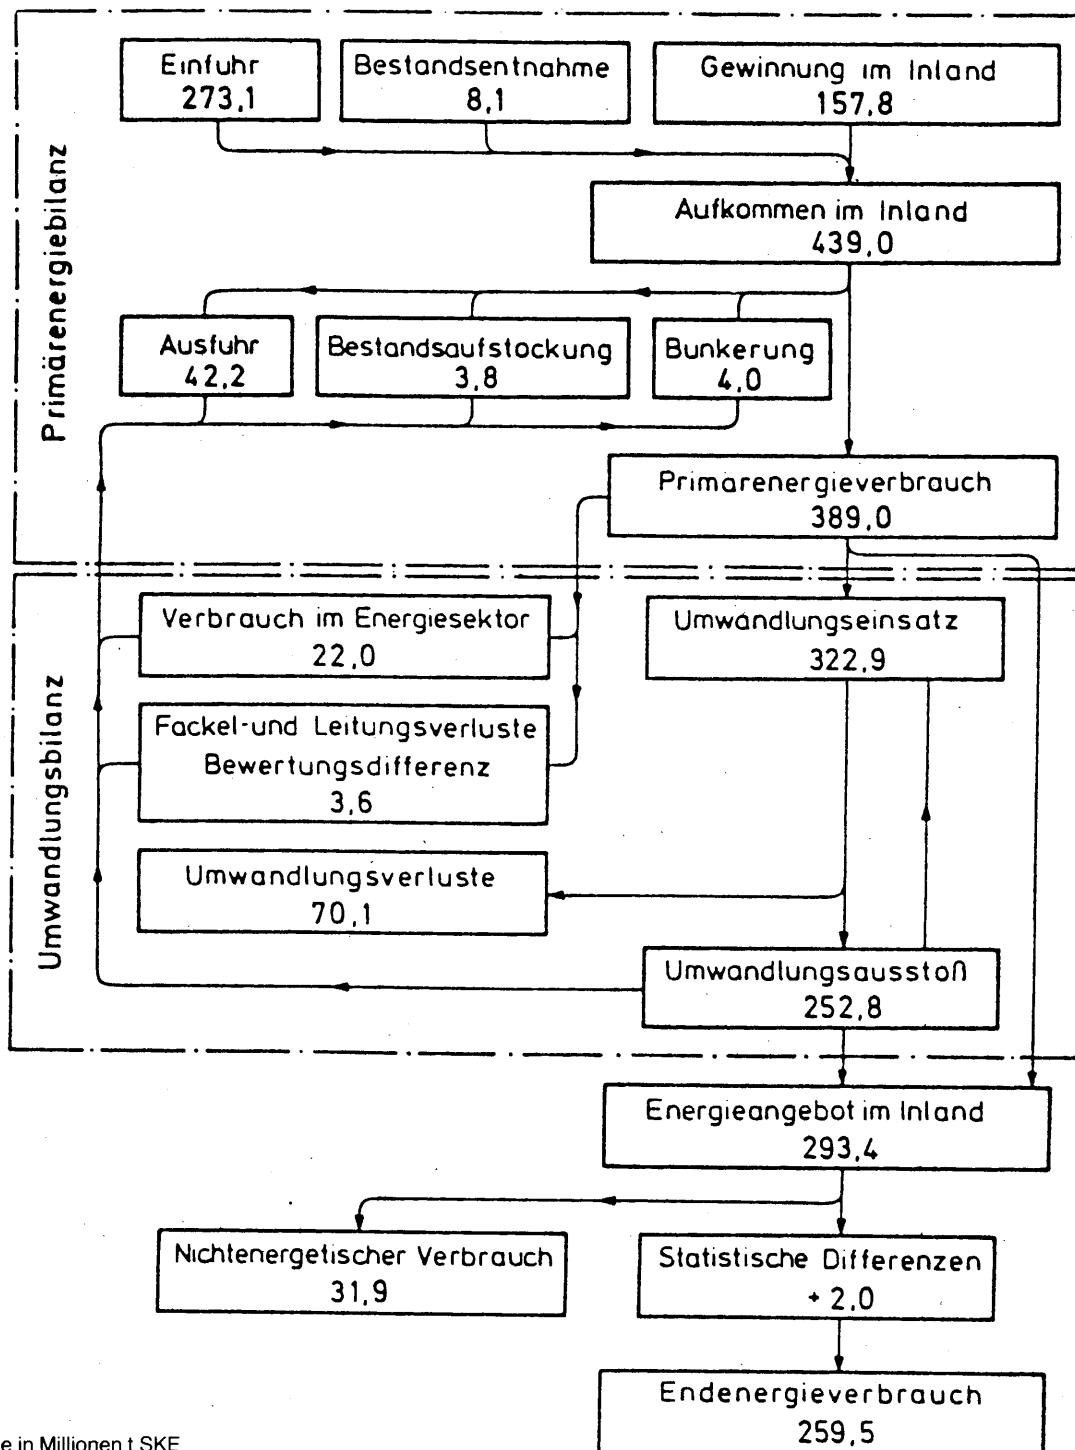 Primärenergiebilanz
Einfuhr
273,1
Bestandsentnahme
8,1
Gewinnung im Inland
157,8
Aufkommen im Inland
439,0
Ausfuhr
42,2
Bestandsaufstockung
3,8
Bunkerung
4,0
Primärenergieverbrauch
389,0
Umwandlungsbilanz
Verbrauch im Energiesektor
22,0
Umwandlungseinsatz
322,9
Fackel-und Leitungsverluste
Bewertungsdifferenz
3,6
Umwandlungsverluste
70,1
Umwandlungsausstoß
252,8
Energieangebot im Inland
293,4
Nichtenergetischer Verbrauch
31,9
Statistische Differenzen
+ 2,0
Endenergieverbrauch
259,5
e in Millionen t SKE